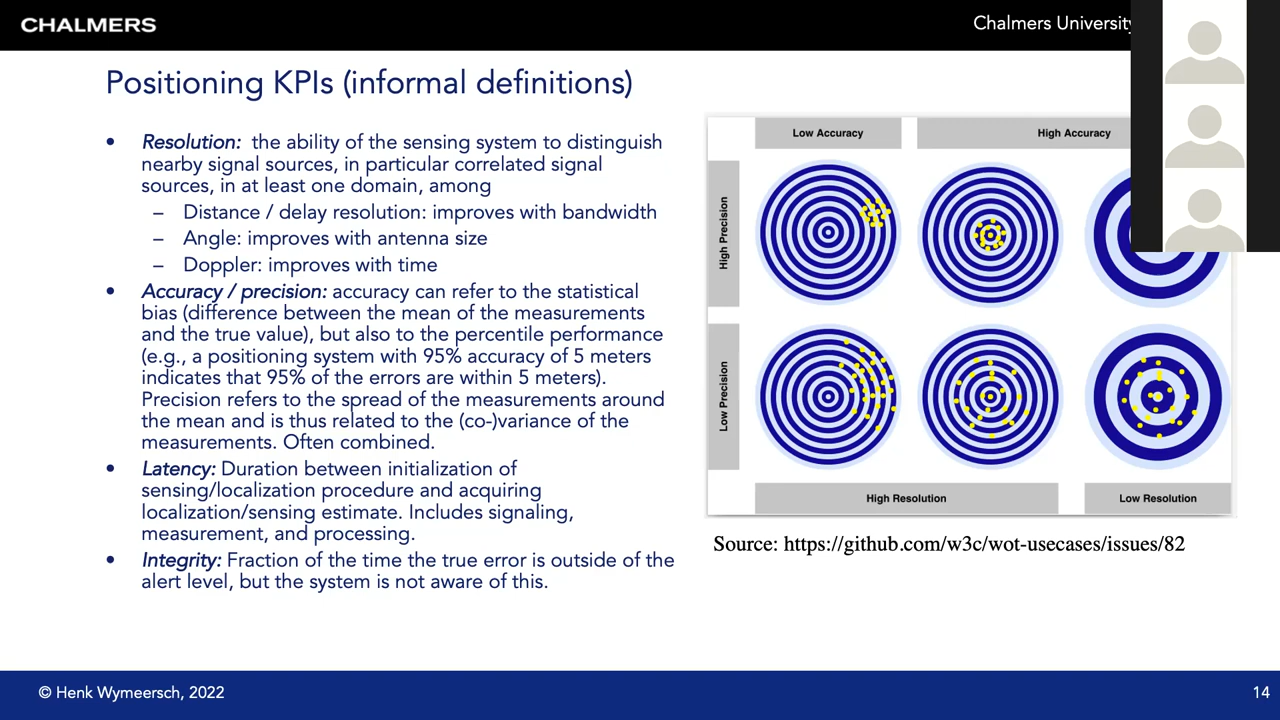 CHALMERS
Chalmers University
Positioning KPIs (informal definitions)
• Resolution: the ability of the sensing system to distinguish
nearby signal sources, in particular correlated signal
sources, in at least one domain, among
– Distance / delay resolution: improves with bandwidth
– Angle: improves with antenna size
– Doppler: improves with time
• Accuracy / precision: accuracy can refer to the statistical
bias (difference between the mean of the measurements
and the true value), but also to the percentile performance
(e.g., a positioning system with 95% accuracy of 5 meters
indicates that 95% of the errors are within 5 meters).
Precision refers to the spread of the measurements around
the mean and is thus related to the (co-)variance of the
measurements. Often combined.
• Latency: Duration between initialization of
sensing/localization procedure and acquiring
localization/sensing estimate. Includes signaling,
measurement, and processing.
• Integrity: Fraction of the time the true error is outside of the
alert level, but the system is not aware of this.
Low Accuracy
High Accuracy
High Precision
Low Precision
High Resolution
Low Resolution
Source: https://github.com/w3c/wot-usecases/issues/82
© Henk Wymeersch, 2022
14